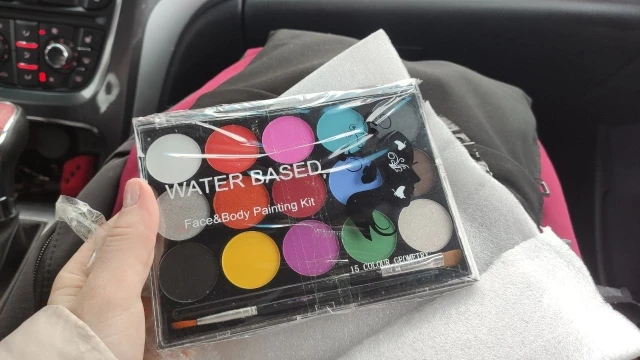 WATER BASED
Face&Body Painting Kit
15 COLOUR GEOMETRY